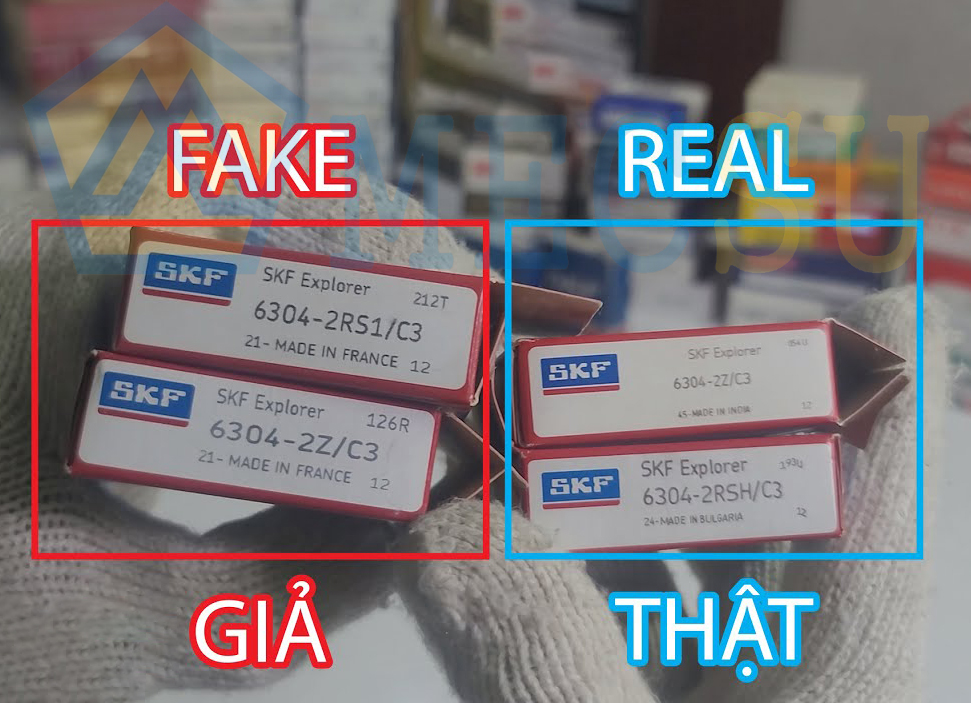 MECSU
FAKE
REAL
SKF
SKF Explorer
212T
6304-2RS1/C3
21- MADE IN FRANCE 12
SKF
SKF Explorer
126R
6304-2Z/C3
21- MADE IN FRANCE 12
SKF
SKF Explorer
6304-2Z/C3
45-MADE IN INDIA
12
SKF
SKF Explorer
193U
6304-2RSH/C3
24-MADE IN BULGARIA
12
GIẢ
THẬT